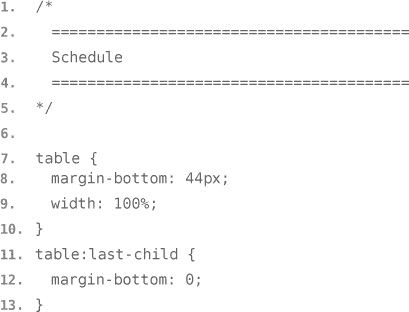 1. /*
2. ========================================
3. Schedule
4. ========================================
5. */
6.
7. table {
8. margin-bottom: 44px;
9. width: 100%;
10. }
11. table:last-child {
12. margin-bottom: 0;
13. }